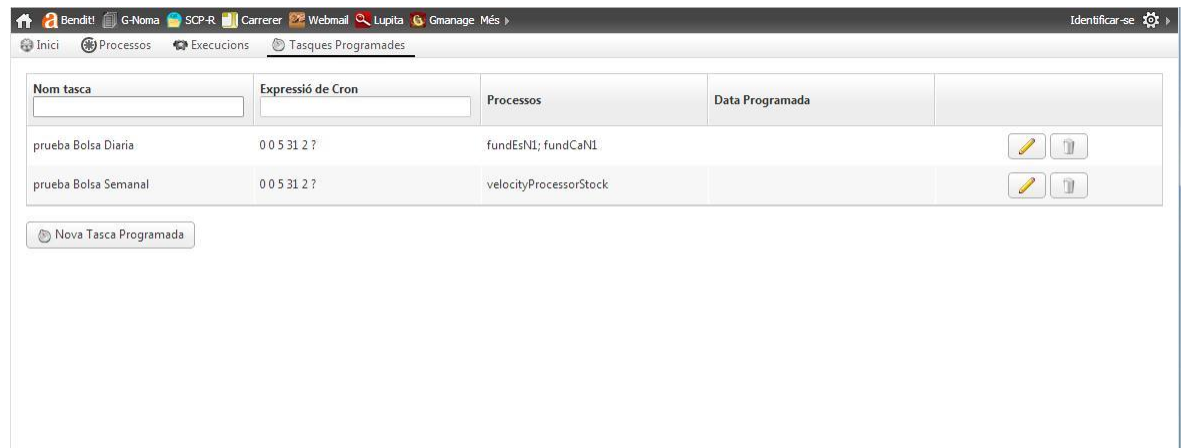 Bendit! G-Noma SCP-R Carrerer Webmail Lupita Gmanage Més Identificar-se
Inici Processos Execucions Tasques Programades
Nom tasca Expressió de Cron Processos Data Programada
prueba Bolsa Diaria 0 0 5 31 2 ? fundEsN1; fundCaN1
prueba Bolsa Semanal 0 0 5 31 2 ? velocityProcessorStock
Nova Tasca Programada